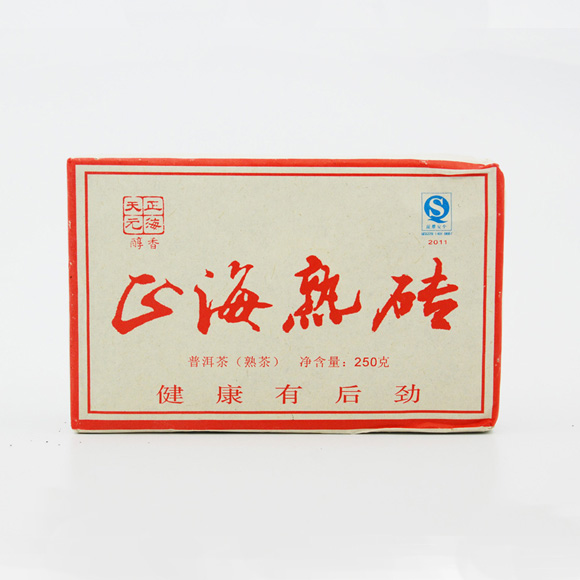 正海
天元
醇香
2011
正海熟砖
普洱茶（熟茶） 净含量：250克
健康有后劲